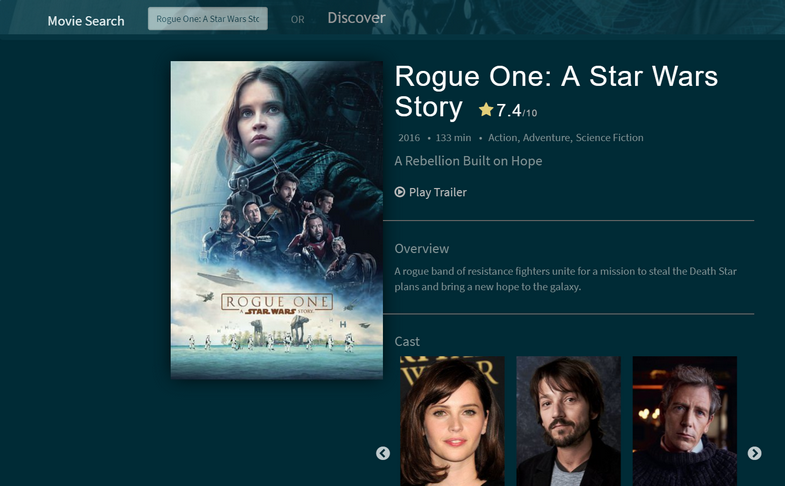 Movie Search
Rogue One: A Star Wars Stc
OR
Discover
Rogue One: A Star Wars
Story 7.4/10
2016 • 133 min • Action, Adventure, Science Fiction
A Rebellion Built on Hope
Play Trailer
Overview
A rogue band of resistance fighters unite for a mission to steal the Death Star
plans and bring a new hope to the galaxy.
ROGUE ONE
A STAR WARS STORY
Cast